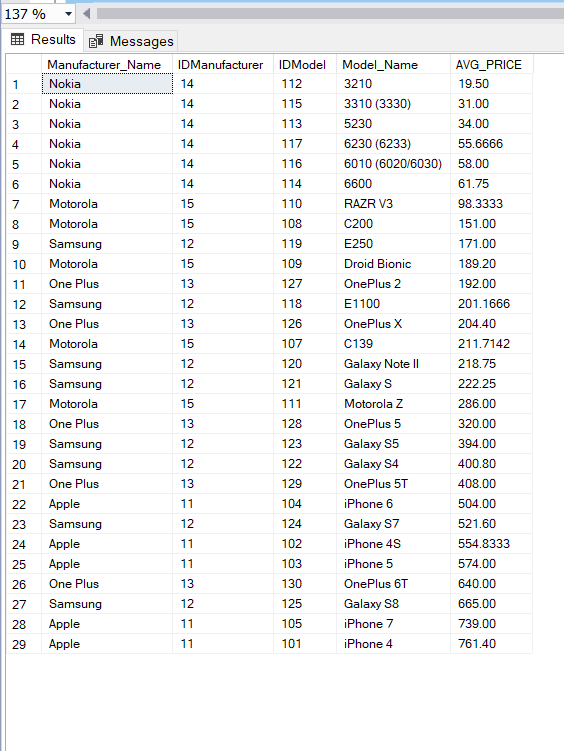 137 %
Results Messages
Manufacturer_Name IDManufacturer IDModel Model_Name AVG_PRICE
1 Nokia 14 112 3210 19.50
2 Nokia 14 115 3310 (3330) 31.00
3 Nokia 14 113 5230 34.00
4 Nokia 14 117 6230 (6233) 55.6666
5 Nokia 14 116 6010 (6020/6030) 58.00
6 Nokia 14 114 6600 61.75
7 Motorola 15 110 RAZR V3 98.3333
8 Motorola 15 108 C200 151.00
9 Samsung 12 119 E250 171.00
10 Motorola 15 109 Droid Bionic 189.20
11 One Plus 13 127 OnePlus 2 192.00
12 Samsung 12 118 E1100 201.1666
13 One Plus 13 126 OnePlus X 204.40
14 Motorola 15 107 C139 211.7142
15 Samsung 12 120 Galaxy Note II 218.75
16 Samsung 12 121 Galaxy S 222.25
17 Motorola 15 111 Motorola Z 286.00
18 One Plus 13 128 OnePlus 5 320.00
19 Samsung 12 123 Galaxy S5 394.00
20 Samsung 12 122 Galaxy S4 400.80
21 One Plus 13 129 OnePlus 5T 408.00
22 Apple 11 104 iPhone 6 504.00
23 Samsung 12 124 Galaxy S7 521.60
24 Apple 11 102 iPhone 4S 554.8333
25 Apple 11 103 iPhone 5 574.00
26 One Plus 13 130 OnePlus 6T 640.00
27 Samsung 12 125 Galaxy S8 665.00
28 Apple 11 105 iPhone 7 739.00
29 Apple 11 101 iPhone 4 761.40